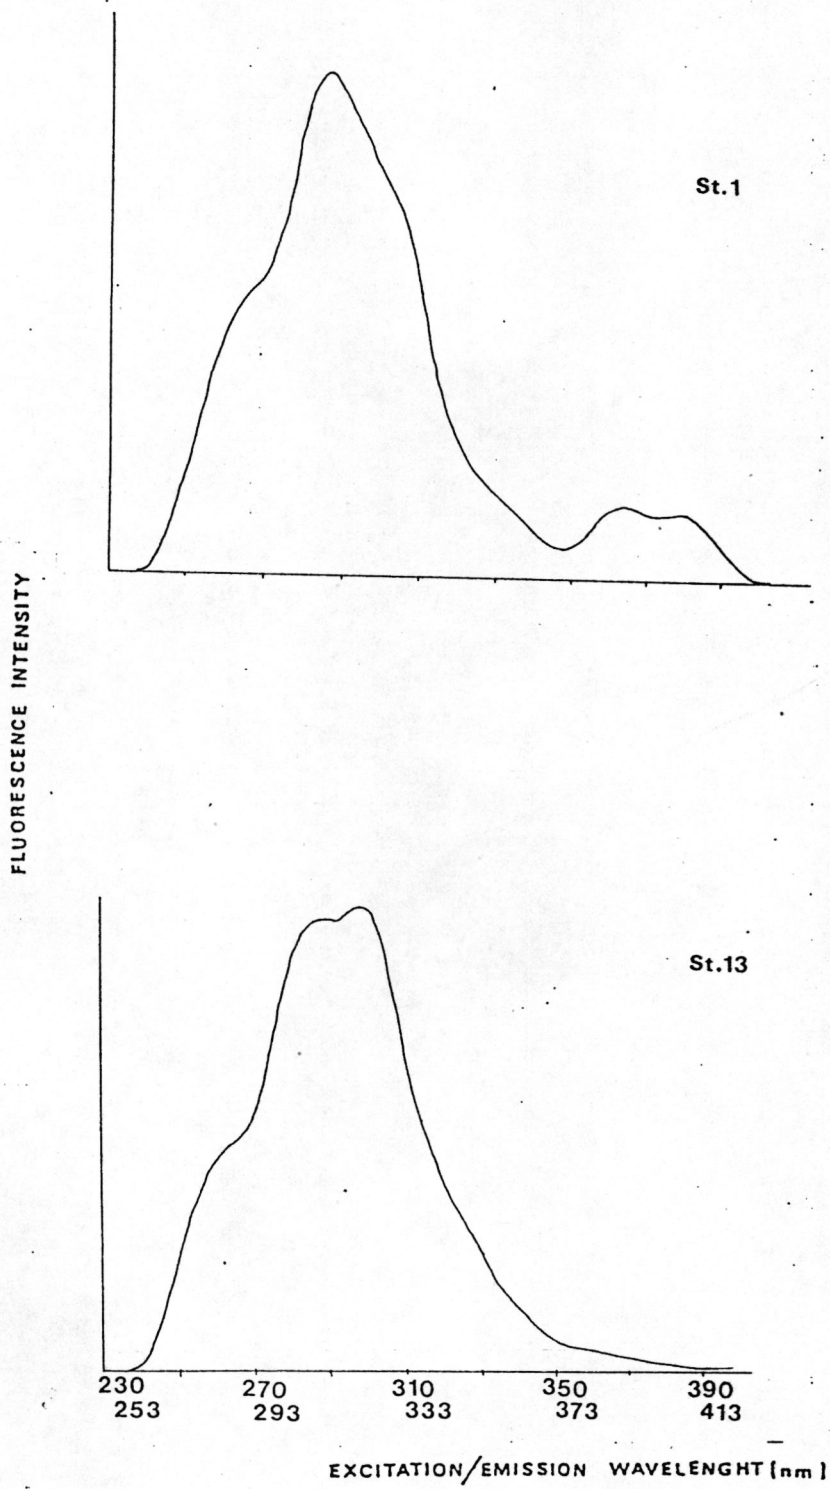 St.1
FLUORESCENCE INTENSITY
St.13
230 270 310 350 390
253 293 333 373 413
EXCITATION/EMISSION WAVELENGHT [nm]